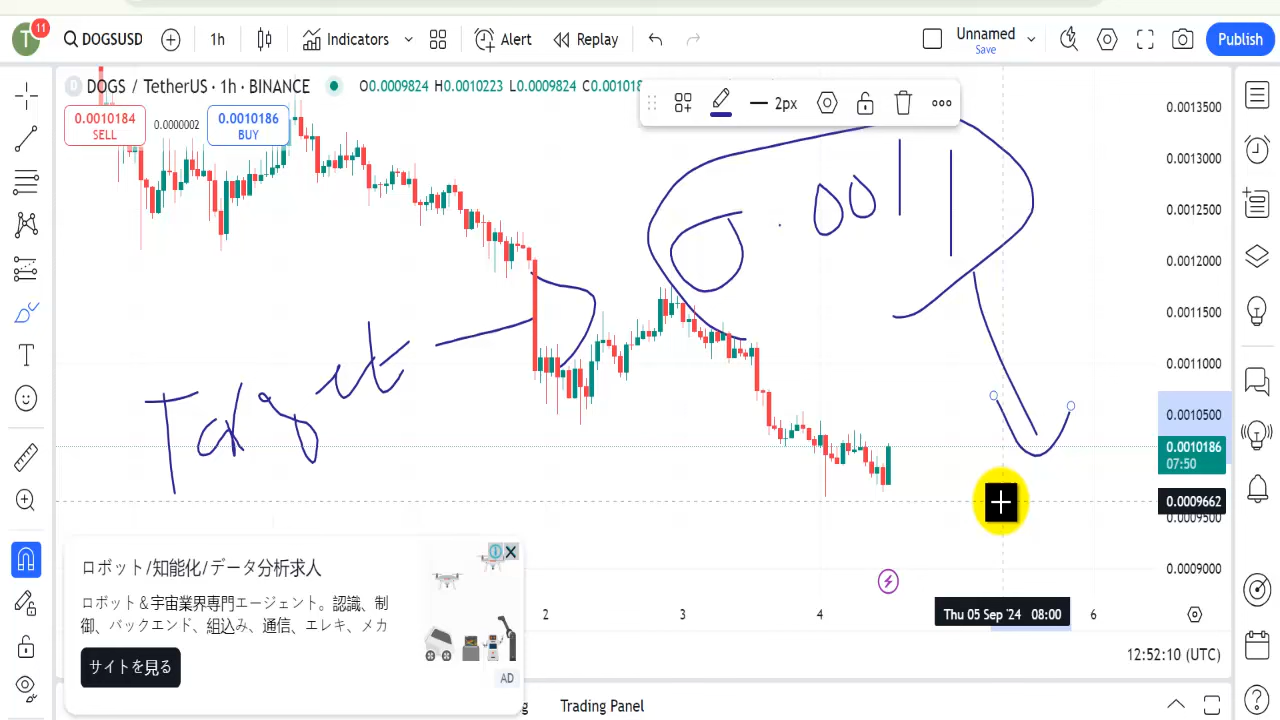 T 11
DOGSUSD 1h Indicators Alert Replay Unnamed Save Publish
D DOGS / TetherUS · 1h · BINANCE O0.0009824 H0.0010223 L0.0009824 C0.001018
0.0010184 SELL 0.0000002 0.0010186 BUY
2px
0.0013500
0.0013000
0.0012500
0.0012000
0.0011500
0.0011000
0.0010500
0.0010186
07:50
0.0009662
0.0009500
0.0009000
0.0011
Target
ロボット/知能化/データ分析求人
ロボット＆宇宙業界専門エージェント。認識、制
御、バックエンド、組込み、通信、エレキ、メカ
サイトを見る
AD
2 3 4 Thu 05 Sep '24 08:00 6
12:52:10 (UTC)
Trading Panel